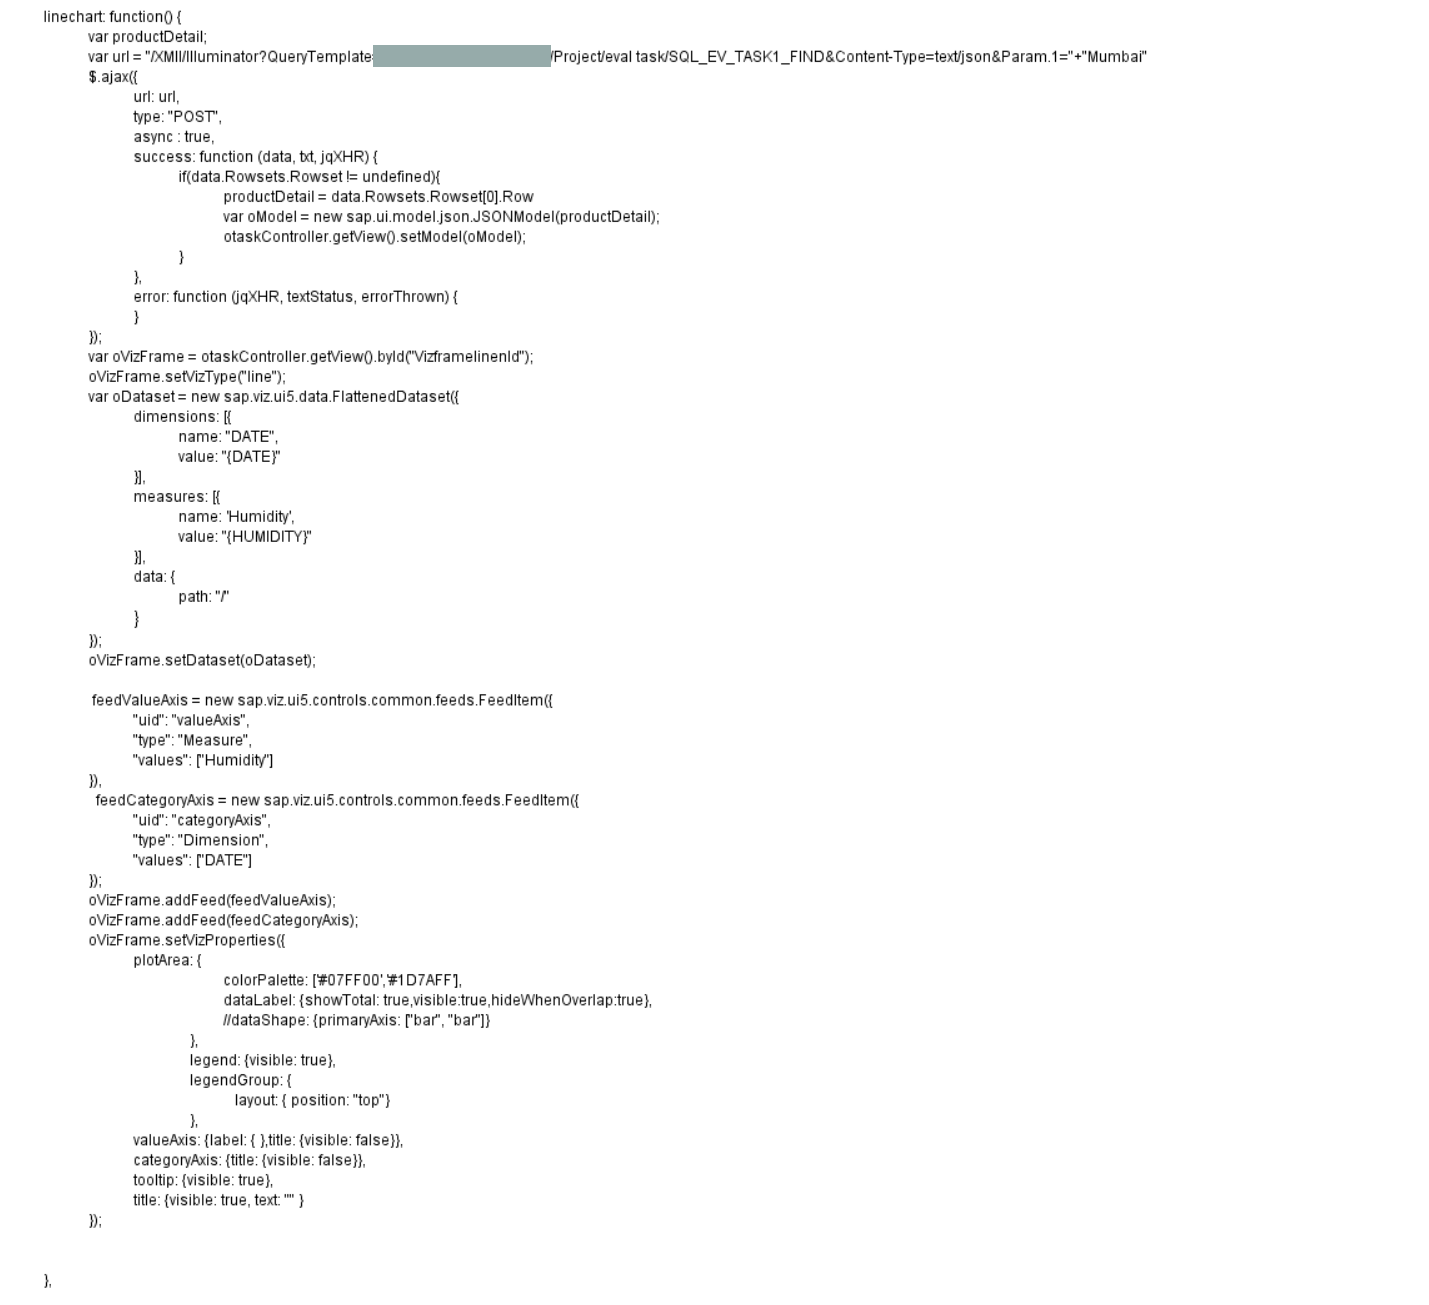 linechart: function() {
var productDetail;
var url = "/XMII/Illuminator?QueryTemplate= /Project/eval task/SQL_EV_TASK1_FIND&Content-Type=text/json&Param.1="+"Mumbai"
$.ajax({
url: url,
type: "POST",
async : true,
success: function (data, txt, jqXHR) {
if(data.Rowsets.Rowset != undefined){
productDetail = data.Rowsets.Rowset[0].Row
var oModel = new sap.ui.model.json.JSONModel(productDetail);
otaskController.getView().setModel(oModel);
}
},
error: function (jqXHR, textStatus, errorThrown) {
}
});
var oVizFrame = otaskController.getView().byId("VizframelinenId");
oVizFrame.setVizType("line");
var oDataset = new sap.viz.ui5.data.FlattenedDataset({
dimensions: [{
name: "DATE",
value: "{DATE}"
}],
measures: [{
name: 'Humidity',
value: "{HUMIDITY}"
}],
data: {
path: "/"
}
});
oVizFrame.setDataset(oDataset);
feedValueAxis = new sap.viz.ui5.controls.common.feeds.FeedItem({
"uid": "valueAxis",
"type": "Measure",
"values": ["Humidity"]
}),
feedCategoryAxis = new sap.viz.ui5.controls.common.feeds.FeedItem({
"uid": "categoryAxis",
"type": "Dimension",
"values": ["DATE"]
});
oVizFrame.addFeed(feedValueAxis);
oVizFrame.addFeed(feedCategoryAxis);
oVizFrame.setVizProperties({
plotArea: {
colorPalette: ['#07FF00','#1D7AFF'],
dataLabel: {showTotal: true,visible:true,hideWhenOverlap:true},
//dataShape: {primaryAxis: ["bar", "bar"]}
},
legend: {visible: true},
legendGroup: {
layout: { position: "top"}
},
valueAxis: {label: { },title: {visible: false}},
categoryAxis: {title: {visible: false}},
tooltip: {visible: true},
title: {visible: true, text: "" }
});
},